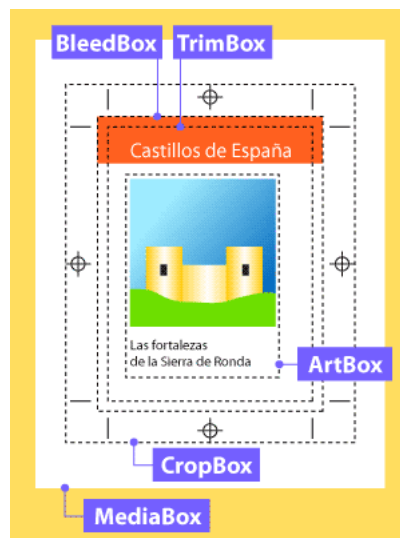 BleedBox
TrimBox
Castillos de España
Las fortalezas
de la Sierra de Ronda
ArtBox
CropBox
MediaBox